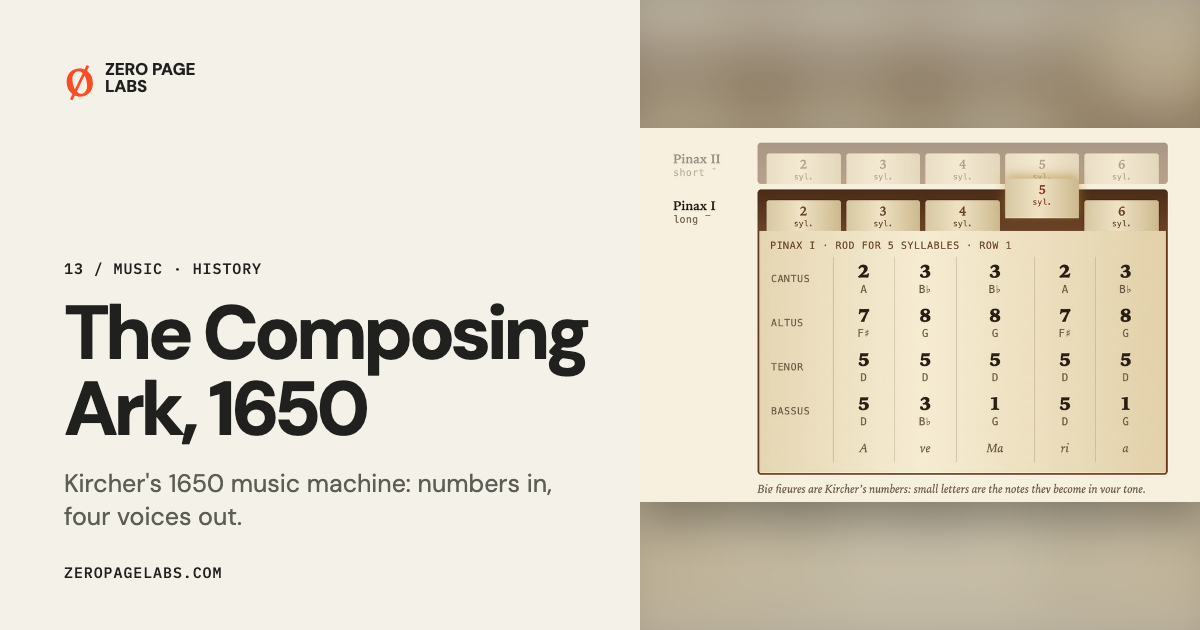 ZERO PAGE
LABS
13 / MUSIC · HISTORY
The Composing
Ark, 1650
Kircher's 1650 music machine: numbers in,
four voices out.
ZEROPAGELABS.COM
Pinax II
short ˘
2 3 4 5 6
syl. syl. syl. syl. syl.
Pinax I
long ‾
2 3 4 5 6
syl. syl. syl. syl. syl.
PINAX I · ROD FOR 5 SYLLABLES · ROW 1
CANTUS 2 3 3 2 3
A B♭ B♭ A B♭
ALTUS 7 8 8 7 8
F♯ G G F♯ G
TENOR 5 5 5 5 5
D D D D D
BASSUS 5 3 1 5 1
D B♭ G D G
A ve Ma ri a
Big figures are Kircher's numbers: small letters are the notes they become in your tone.